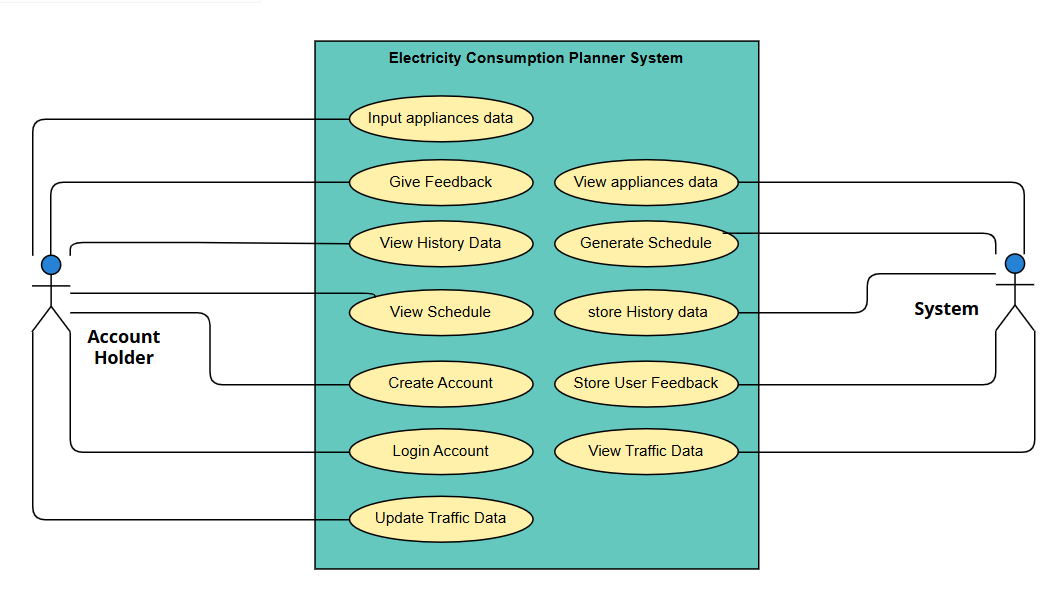 Electricity Consumption Planner System
Input appliances data
Give Feedback
View appliances data
View History Data
Generate Schedule
View Schedule
store History data
System
Account
Holder
Create Account
Store User Feedback
Login Account
View Traffic Data
Update Traffic Data